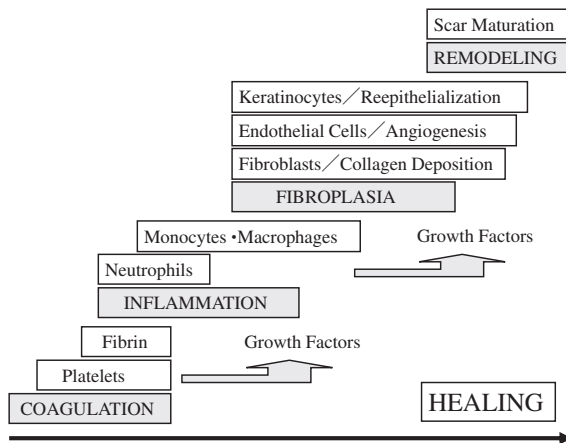 Scar Maturation
REMODELING
Keratinocytes／Reepithelialization
Endothelial Cells／Angiogenesis
Fibroblasts／Collagen Deposition
FIBROPLASIA
Monocytes・Macrophages
Growth Factors
Neutrophils
INFLAMMATION
Fibrin
Growth Factors
Platelets
COAGULATION
HEALING